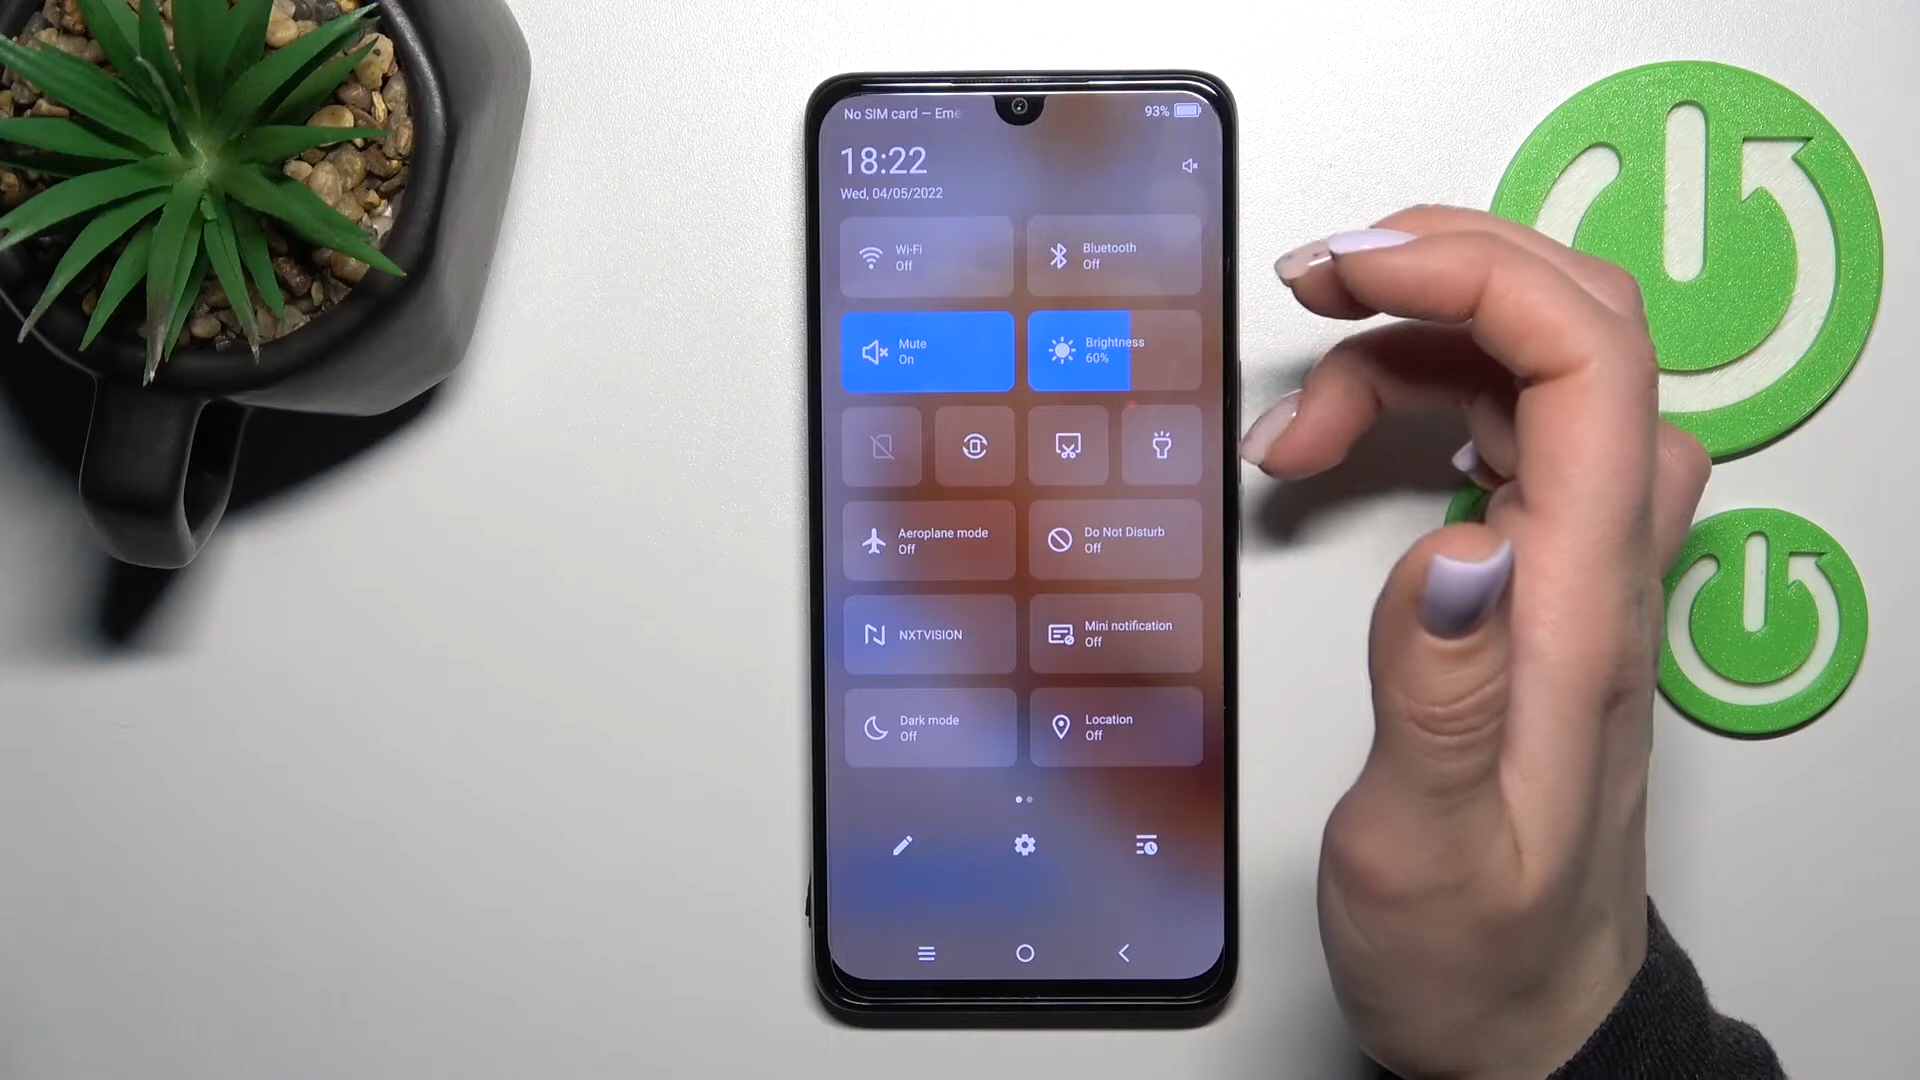 No SIM card — Eme
93%
18:22
Wed, 04/05/2022
Wi-Fi
Off
Bluetooth
Off
Mute
On
Brightness
60%
Aeroplane mode
Off
Do Not Disturb
Off
NXTVISION
Mini notification
Off
Dark mode
Off
Location
Off